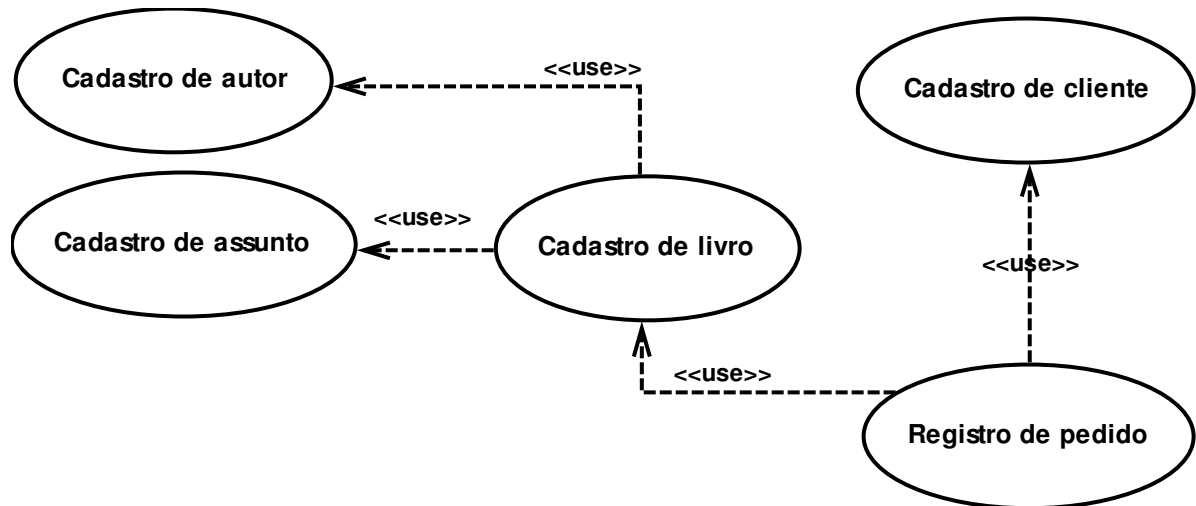 <<use>>
Cadastro de autor
Cadastro de cliente
<<use>>
Cadastro de assunto
Cadastro de livro
<<use>>
<<use>>
Registro de pedido